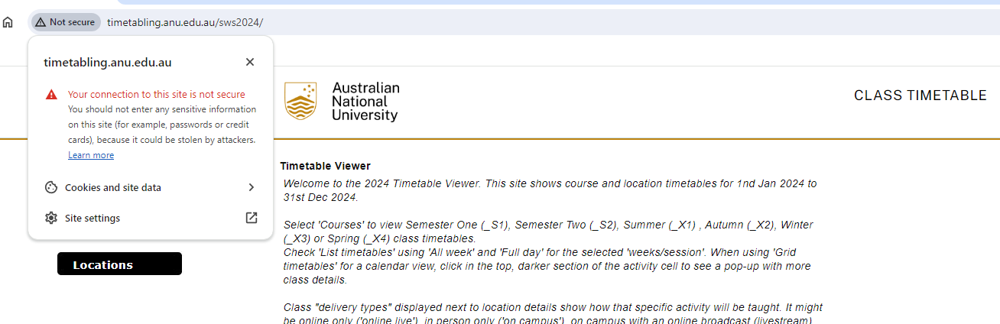 Not secure
timetabling.anu.edu.au/sws2024/
timetabling.anu.edu.au
Your connection to this site is not secure
You should not enter any sensitive information
on this site (for example, passwords or credit
cards), because it could be stolen by attackers.
Learn more
Cookies and site data
Site settings
Locations
Australian
National
University
CLASS TIMETABLE
Timetable Viewer
Welcome to the 2024 Timetable Viewer. This site shows course and location timetables for 1nd Jan 2024 to
31st Dec 2024.
Select 'Courses' to view Semester One (_S1), Semester Two (_S2), Summer (_X1) , Autumn (_X2), Winter
(_X3) or Spring (_X4) class timetables.
Check 'List timetables' using 'All week' and 'Full day' for the selected 'weeks/session'. When using 'Grid
timetables' for a calendar view, click in the top, darker section of the activity cell to see a pop-up with more
class details.
Class "delivery types" displayed next to location details show how that specific activity will be taught. It might
be online only ('online live'), in person only ('on campus'), on campus with an online broadcast (livestream)